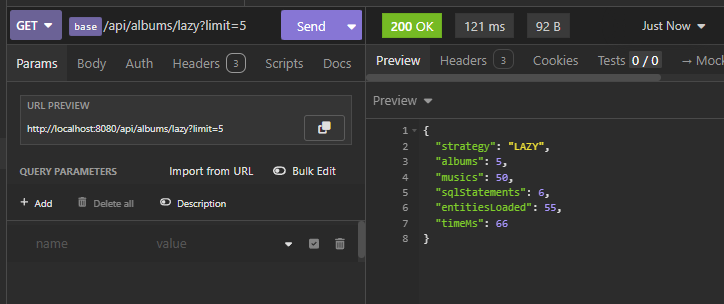 GET base /api/albums/lazy?limit=5 Send
Params Body Auth Headers 3 Scripts Docs
URL PREVIEW
http://localhost:8080/api/albums/lazy?limit=5
QUERY PARAMETERS Import from URL Bulk Edit
+ Add Delete all Description
name value
200 OK 121 ms 92 B Just Now
Preview Headers 3 Cookies Tests 0 / 0 → Mock
Preview
1 {
2 "strategy": "LAZY",
3 "albums": 5,
4 "musics": 50,
5 "sqlStatements": 6,
6 "entitiesLoaded": 55,
7 "timeMs": 66
8 }